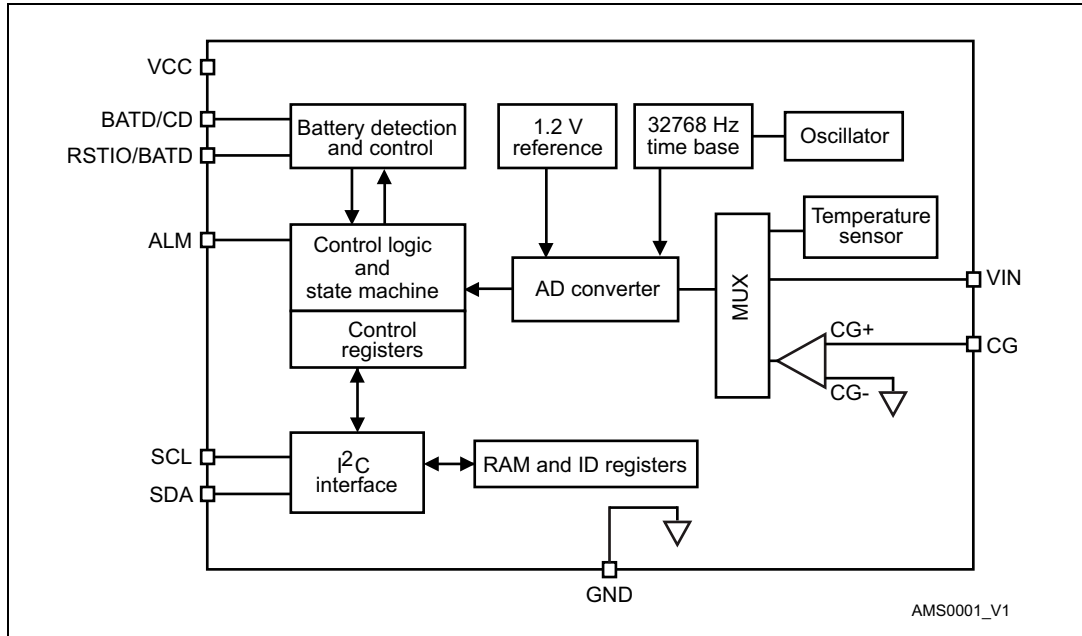 VCC
BATD/CD
RSTIO/BATD
Battery detection
and control
1.2 V
reference
32768 Hz
time base
Oscillator
Temperature
sensor
ALM
Control logic
and
state machine
AD converter
MUX
VIN
Control
registers
CG+
CG
CG-
SCL
SDA
I²C
interface
RAM and ID registers
GND
AMS0001_V1